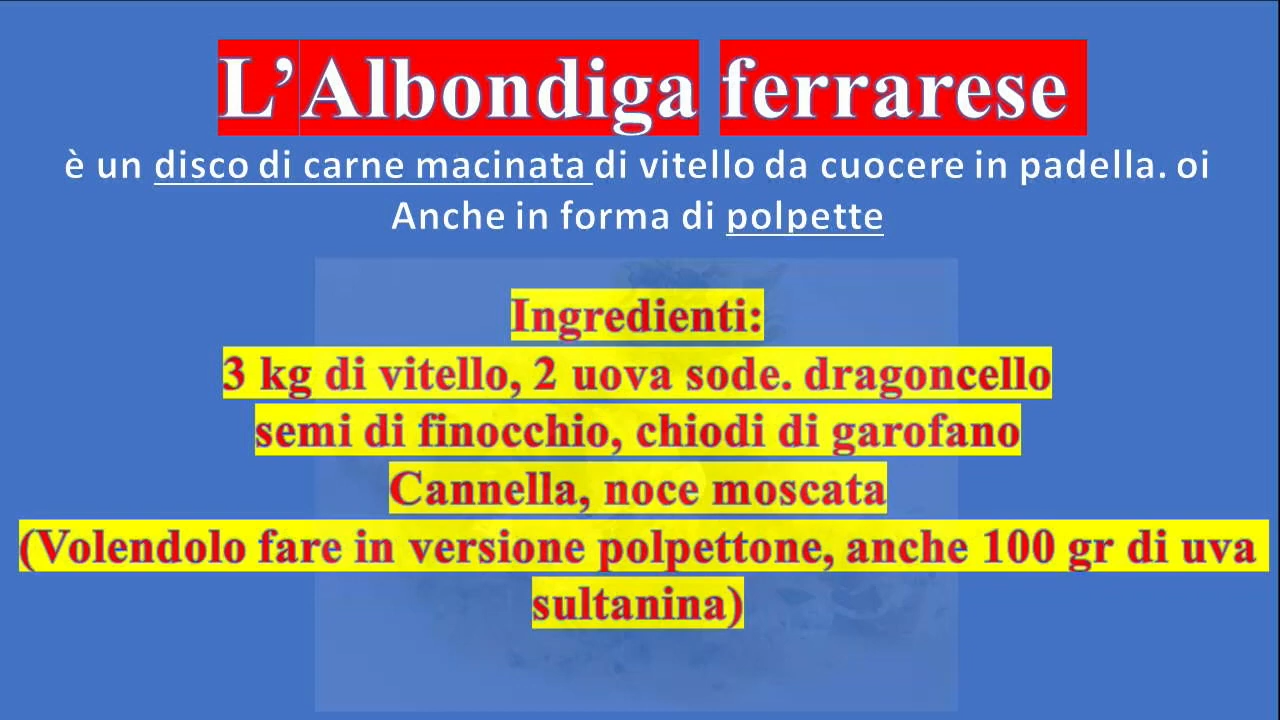 L’Albondiga ferrarese
è un disco di carne macinata di vitello da cuocere in padella. oi
Anche in forma di polpette
Ingredienti:
3 kg di vitello, 2 uova sode. dragoncello
semi di finocchio, chiodi di garofano
Cannella, noce moscata
(Volendolo fare in versione polpettone, anche 100 gr di uva
sultanina)